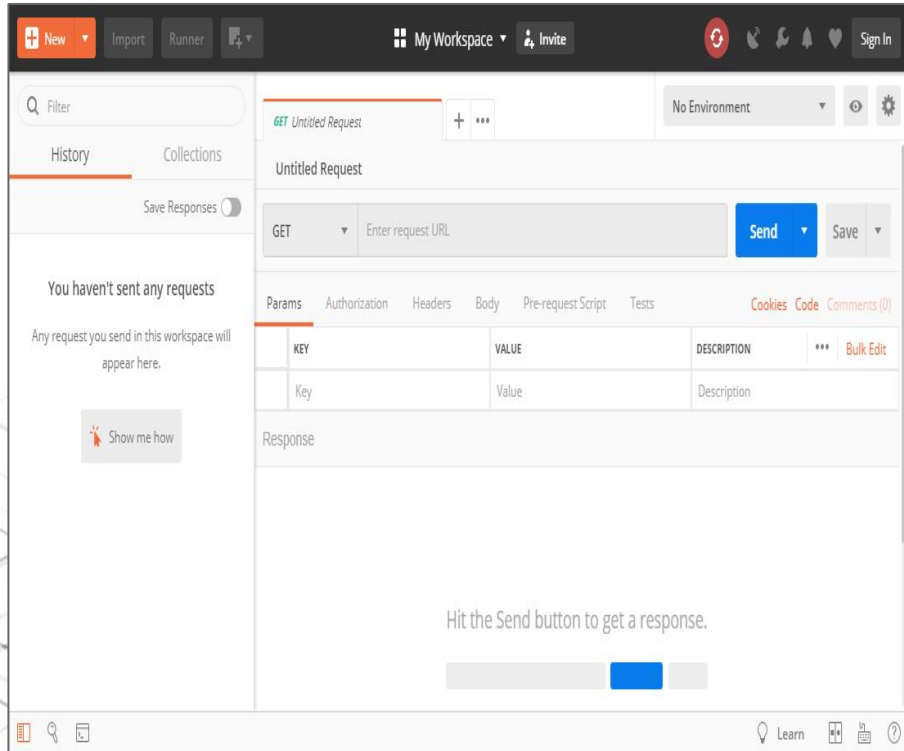 New Import Runner My Workspace Invite Sign In
Filter
History Collections
Save Responses
You haven't sent any requests
Any request you send in this workspace will
appear here.
Show me how
GET Untitled Request
No Environment
Untitled Request
GET Enter request URL Send Save
Params Authorization Headers Body Pre-request Script Tests Cookies Code Comments (0)
KEY VALUE DESCRIPTION Bulk Edit
Key Value Description
Response
Hit the Send button to get a response.
Learn